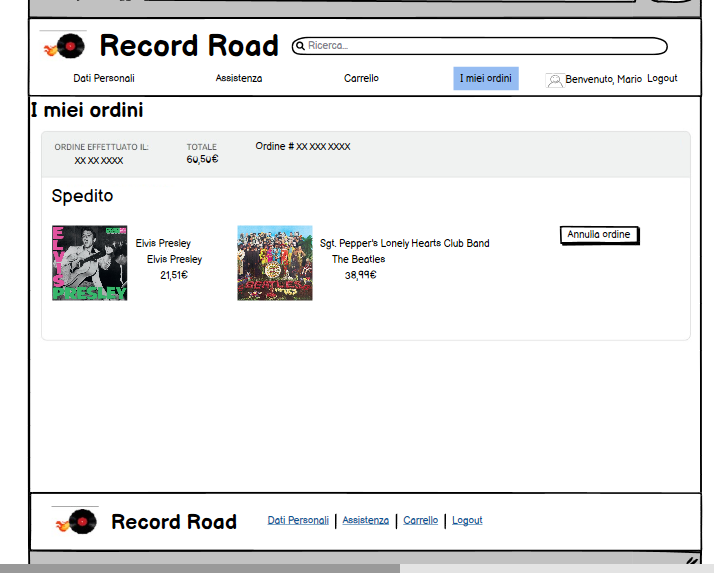 Record Road
Ricerca...
Dati Personali Assistenza Carrello I miei ordini Benvenuto, Mario Logout
I miei ordini
ORDINE EFFETTUATO IL: TOTALE Ordine # XX XXX XXXX
XX XX XXXX 60,50€
Spedito
Annulla ordine
ELVIS
PRESLEY
Elvis Presley
Elvis Presley
21,51€
BEATLES
Sgt. Pepper's Lonely Hearts Club Band
The Beatles
38,99€
Record Road Dati Personali | Assistenza | Carrello | Logout